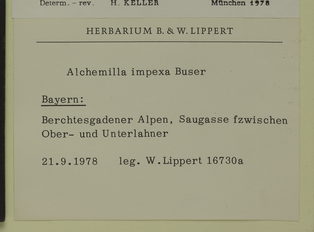 Determ. - rev. H. KELLER München 1978
HERBARIUM B. & W. LIPPERT
Alchemilla impexa Buser
Bayern:
Berchtesgadener Alpen, Saugasse fzwischen
Ober- und Unterlahner
21.9.1978 leg. W. Lippert 16730a